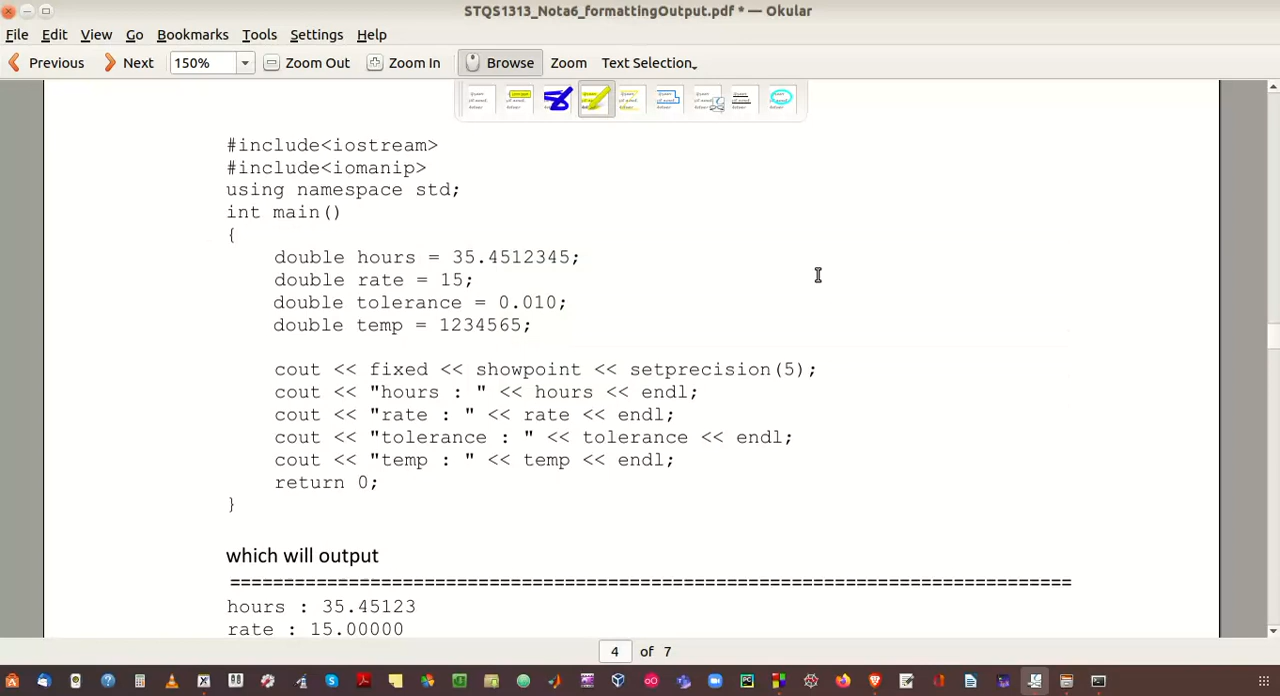 STQS1313_Nota6_formattingOutput.pdf * — Okular
File Edit View Go Bookmarks Tools Settings Help
Previous Next 150% Zoom Out Zoom In Browse Zoom Text Selection
#include<iostream>
#include<iomanip>
using namespace std;
int main()
{
double hours = 35.4512345;
double rate = 15;
double tolerance = 0.010;
double temp = 1234565;
cout << fixed << showpoint << setprecision(5);
cout << "hours : " << hours << endl;
cout << "rate : " << rate << endl;
cout << "tolerance : " << tolerance << endl;
cout << "temp : " << temp << endl;
return 0;
}
which will output
=======================================================================
hours : 35.45123
rate : 15.00000
4 of 7